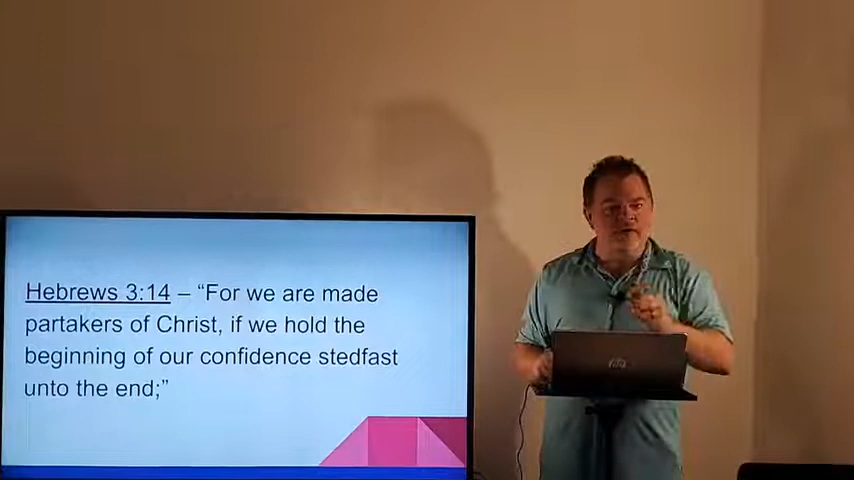 Hebrews 3:14 – “For we are made
partakers of Christ, if we hold the
beginning of our confidence stedfast
unto the end;”
hp